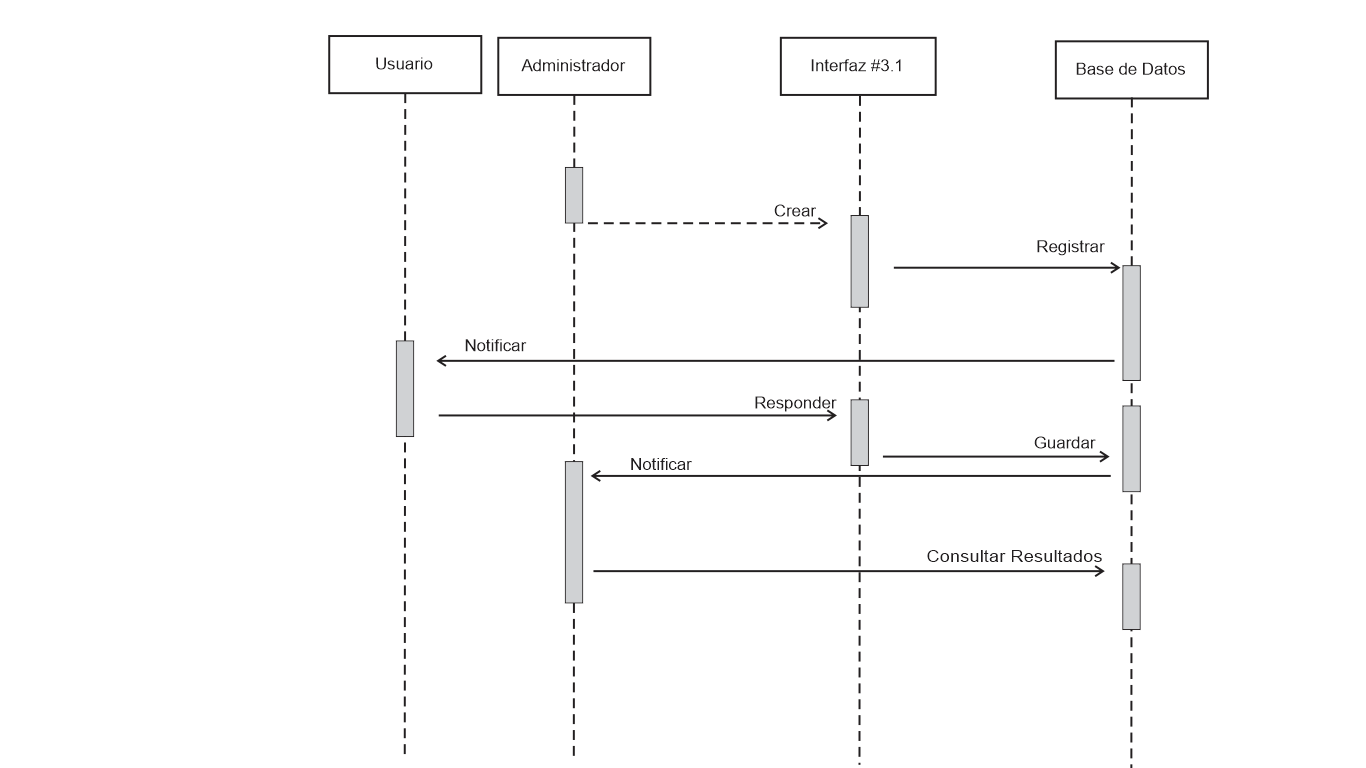 Usuario
Administrador
Interfaz #3.1
Base de Datos
Crear
Registrar
Notificar
Responder
Guardar
Notificar
Consultar Resultados